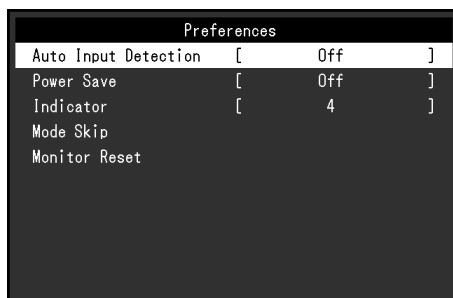 Preferences
Auto Input Detection [ Off ]
Power Save [ Off ]
Indicator [ 4 ]
Mode Skip
Monitor Reset